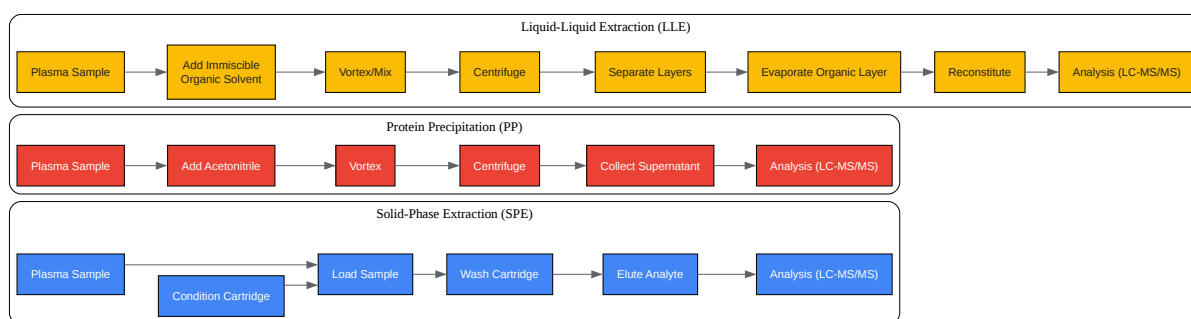 Liquid-Liquid Extraction (LLE)
Plasma Sample
Add Immiscible
Organic Solvent
Vortex/Mix
Centrifuge
Separate Layers
Evaporate Organic Layer
Reconstitute
Analysis (LC-MS/MS)
Protein Precipitation (PP)
Plasma Sample
Add Acetonitrile
Vortex
Centrifuge
Collect Supernatant
Analysis (LC-MS/MS)
Solid-Phase Extraction (SPE)
Plasma Sample
Condition Cartridge
Load Sample
Wash Cartridge
Elute Analyte
Analysis (LC-MS/MS)